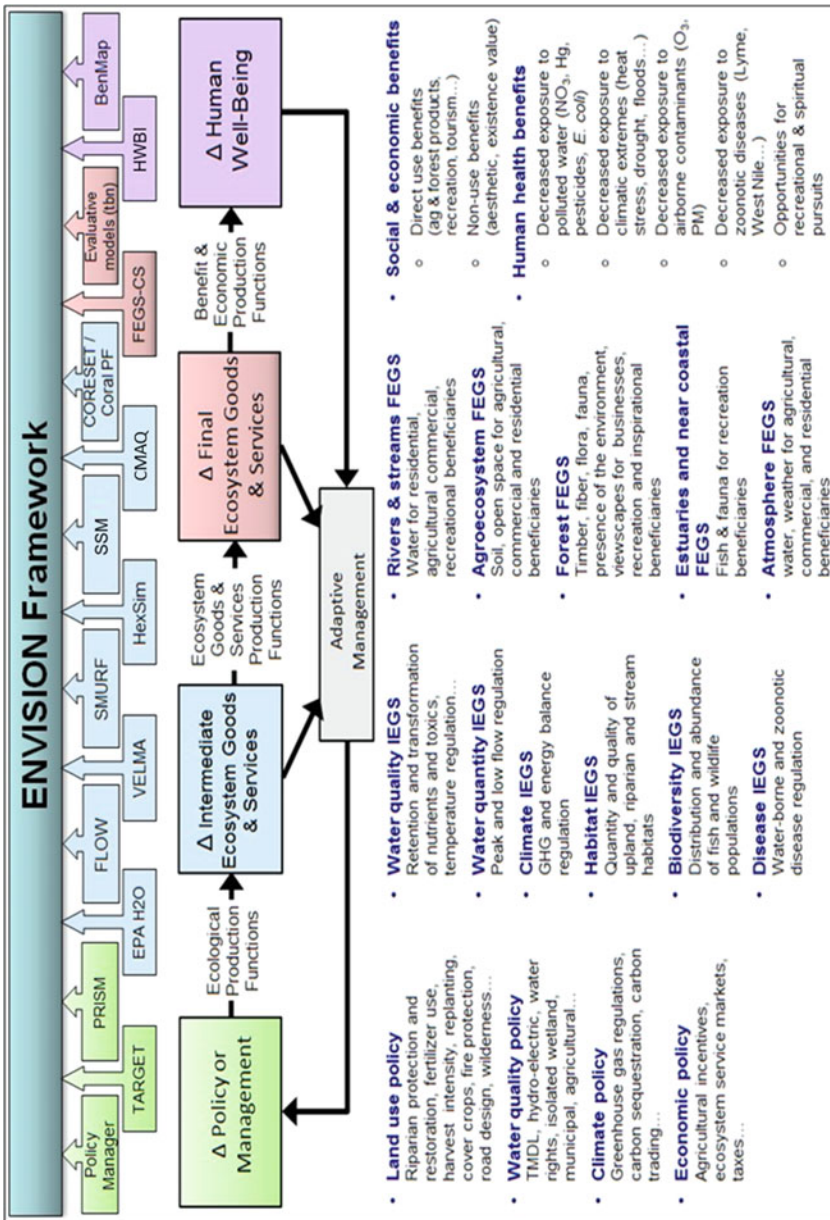 ENVISION Framework
Policy
Manager
TARGET
PRISM
EPA H2O
FLOW
VELMA
SMURF
HexSim
SSM
CMAQ
CORESET /
Coral PF
FEGS-CS
Evaluative
models (tbn)
HWBI
BenMap
Δ Policy or
Management
Ecological
Production
Functions
Δ Intermediate
Ecosystem Goods
& Services
Ecosystem
Goods &
Services
Production
Functions
Δ Final
Ecosystem Goods
& Services
Benefit &
Economic
Production
Functions
Δ Human
Well-Being
Adaptive
Management
• Land use policy
Riparian protection and
restoration, fertilizer use,
harvest intensity, replanting,
cover crops, fire protection,
road design, wilderness…
• Water quality policy
TMDL, hydro-electric, water
rights, isolated wetland,
municipal, agricultural…
• Climate policy
Greenhouse gas regulations,
carbon sequestration, carbon
trading…
• Economic policy
Agricultural incentives,
ecosystem service markets,
taxes…
• Water quality IEGS
Retention and transformation
of nutrients and toxics,
temperature regulation…
• Water quantity IEGS
Peak and low flow regulation
• Climate IEGS
GHG and energy balance
regulation
• Habitat IEGS
Quantity and quality of
upland, riparian and stream
habitats
• Biodiversity IEGS
Distribution and abundance
of fish and wildlife
populations
• Disease IEGS
Water-borne and zoonotic
disease regulation
• Rivers & streams FEGS
Water for residential,
agricultural commercial,
recreational beneficiaries
• Agroecosystem FEGS
Soil, open space for agricultural,
commercial and residential
beneficiaries
• Forest FEGS
Timber, fiber, flora, fauna,
presence of the environment,
viewscapes for businesses,
recreation and inspirational
beneficiaries
• Estuaries and near coastal
FEGS
Fish & fauna for recreation
beneficiaries
• Atmosphere FEGS
water, weather for agricultural,
commercial, and residential
beneficiaries
• Social & economic benefits
o Direct use benefits
(ag & forest products,
recreation, tourism…)
o Non-use benefits
(aesthetic, existence value)
• Human health benefits
o Decreased exposure to
polluted water (NO₃, Hg,
pesticides, E. coli)
o Decreased exposure to
climatic extremes (heat
stress, drought, floods…)
o Decreased exposure to
airborne contaminants (O₃,
PM)
o Decreased exposure to
zoonotic diseases (Lyme,
West Nile…)
o Opportunities for
recreational & spiritual
pursuits